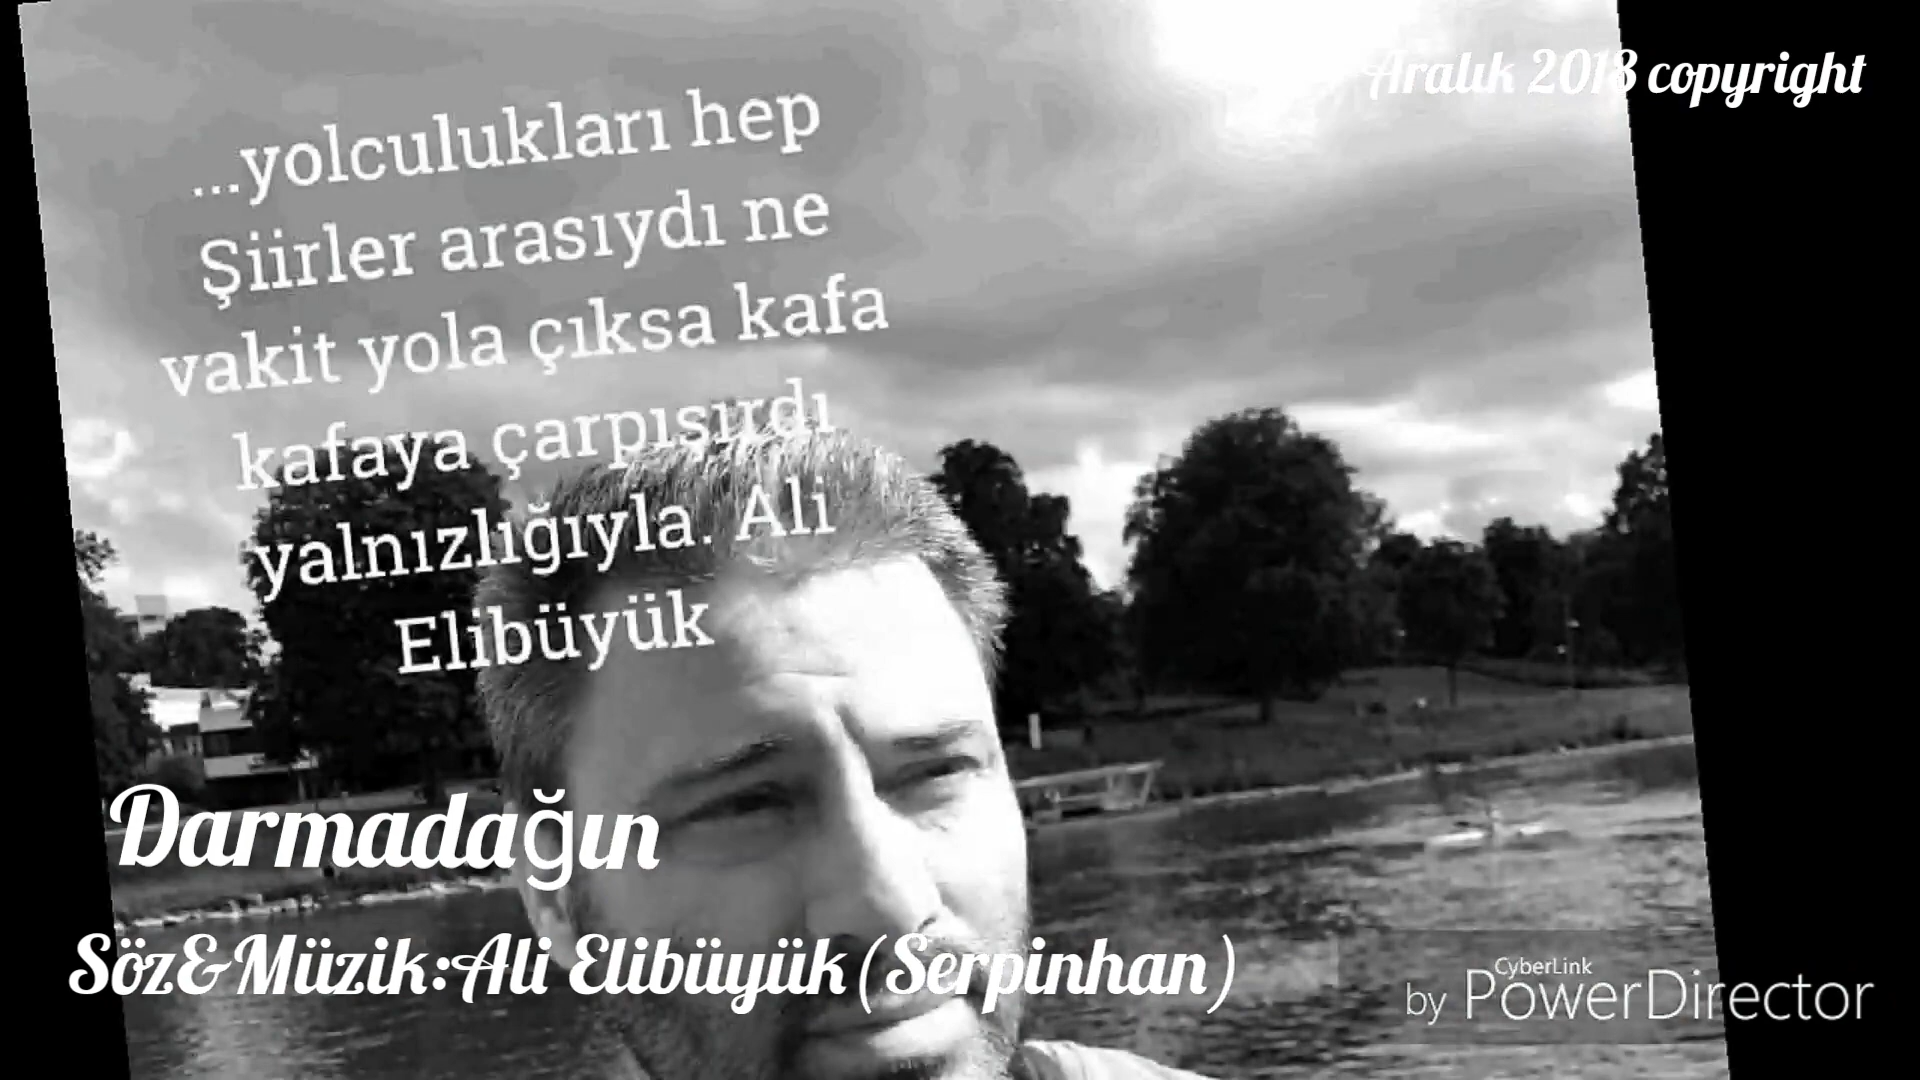 Aralık 2018 copyright
...yolculukları hep
Şiirler arasıydı ne
vakit yola çıksa kafa
kafaya çarpışırdı
yalnızlığıyla. Ali
Elibüyük
Darmadağın
Söz&Müzik:Ali Elibüyük(Serpinhan)
CyberLink
by PowerDirector